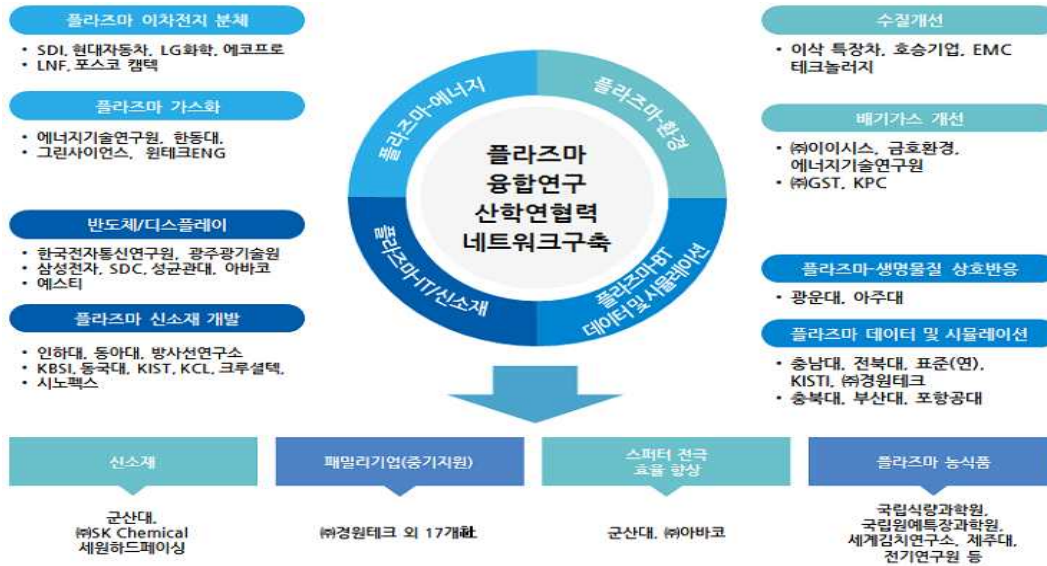 플라즈마 이차전지 분체
• SDI, 현대자동차, LG화학, 에코프로
• LNF, 포스코 캠텍
플라즈마 가스화
• 에너지기술연구원, 한동대,
• 그린사이언스, 윈테크ENG
반도체/디스플레이
• 한국전자통신연구원, 광주광기술원
• 삼성전자, SDC, 성균관대, 아바코
• 예스티
플라즈마 신소재 개발
• 인하대, 동아대, 방사선연구소
• KBSI, 동국대, KIST, KCL, 크루셜텍,
• 시노펙스
플라즈마-에너지
플라즈마-환경
플라즈마-IT/신소재
플라즈마-BT
데이터 및 시뮬레이션
플라즈마
융합연구
산학연협력
네트워크구축
수질개선
• 이삭 특장차, 호승기업, EMC
테크놀러지
배기가스 개선
• ㈜이이시스, 금호환경,
에너지기술연구원
• ㈜GST, KPC
플라즈마-생명물질 상호반응
• 광운대, 아주대
플라즈마 데이터 및 시뮬레이션
• 충남대, 전북대, 표준(연),
KISTI, ㈜경원테크
• 충북대, 부산대, 포항공대
신소재
군산대,
㈜SK Chemical
세원하드페이싱
패밀리기업(중기지원)
㈜경원테크 외 17개
스퍼터 전극
효율 향상
군산대, ㈜아바코
플라즈마 농식품
국립식량과학원,
국립원예특장과학원,
세계김치연구소, 제주대,
전기연구원 등